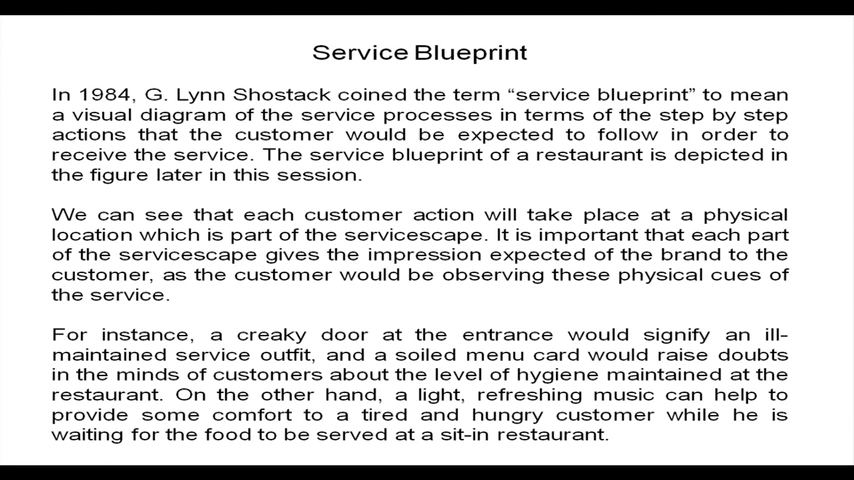 Service Blueprint
In 1984, G. Lynn Shostack coined the term “service blueprint” to mean
a visual diagram of the service processes in terms of the step by step
actions that the customer would be expected to follow in order to
receive the service. The service blueprint of a restaurant is depicted in
the figure later in this session.
We can see that each customer action will take place at a physical
location which is part of the servicescape. It is important that each part
of the servicescape gives the impression expected of the brand to the
customer, as the customer would be observing these physical cues of
the service.
For instance, a creaky door at the entrance would signify an ill-
maintained service outfit, and a soiled menu card would raise doubts
in the minds of customers about the level of hygiene maintained at the
restaurant. On the other hand, a light, refreshing music can help to
provide some comfort to a tired and hungry customer while he is
waiting for the food to be served at a sit-in restaurant.